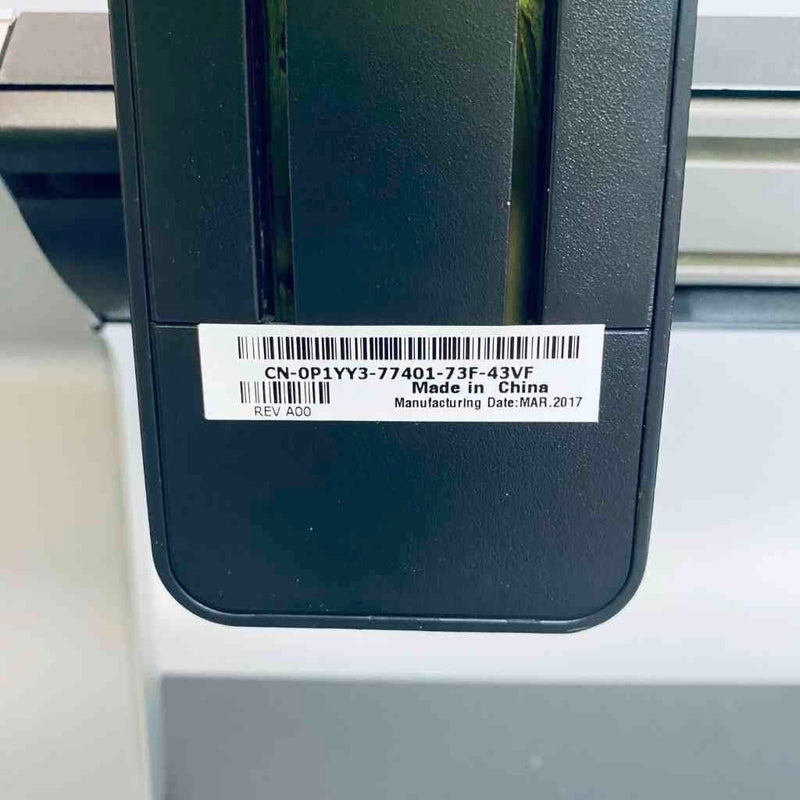 CN-0P1YY3-77401-73F-43VF
Made in China
REV A00
Manufacturing Date:MAR.2017